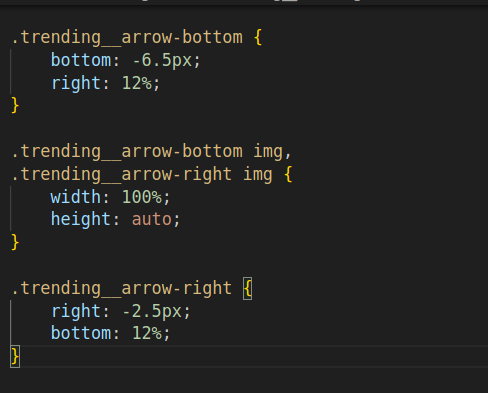 .trending__arrow-bottom {
    bottom: -6.5px;
    right: 12%;
}
.trending__arrow-bottom img,
.trending__arrow-right img {
    width: 100%;
    height: auto;
}
.trending__arrow-right {
    right: -2.5px;
    bottom: 12%;
}